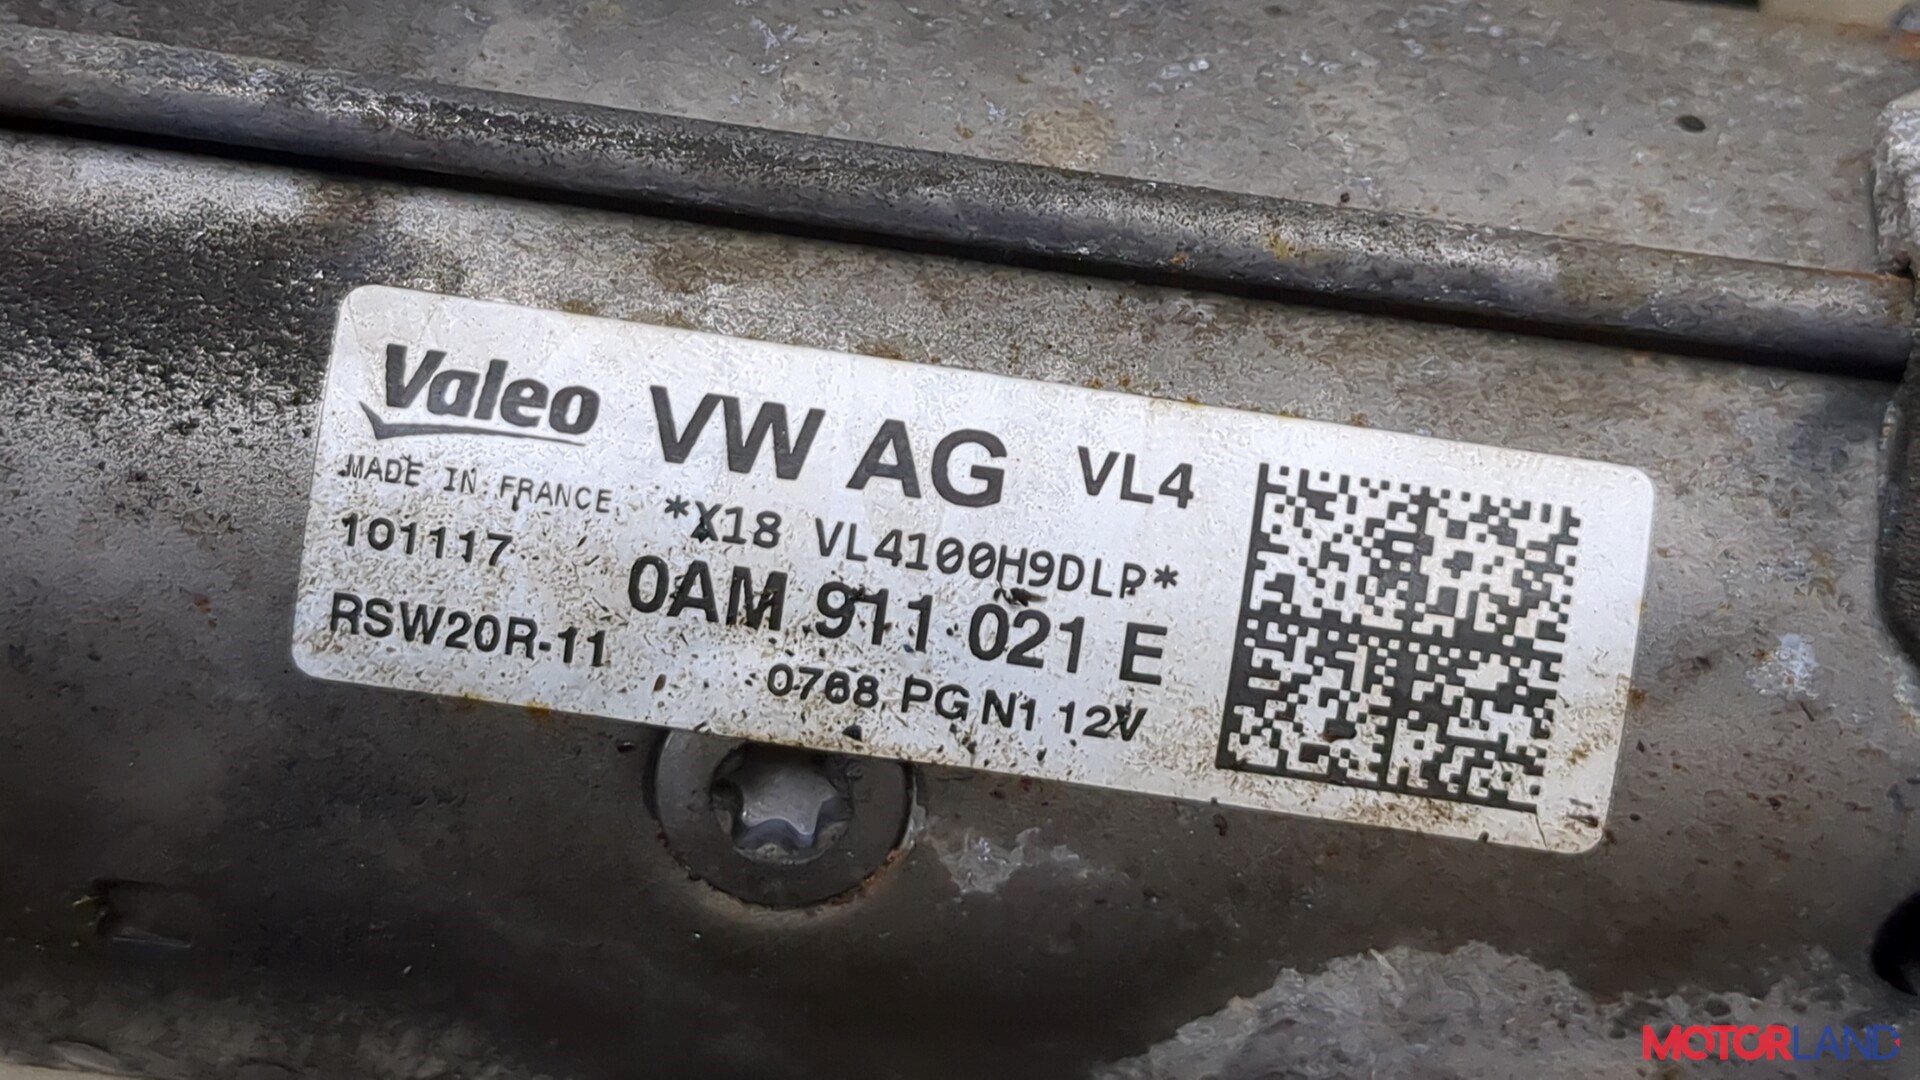 Valeo VW AG VL4
MADE IN FRANCE *X18 VL4100H9DLP*
101117 0AM 911 021 E
RSW20R-11 0768 PG N1 12V
MOTORLAND